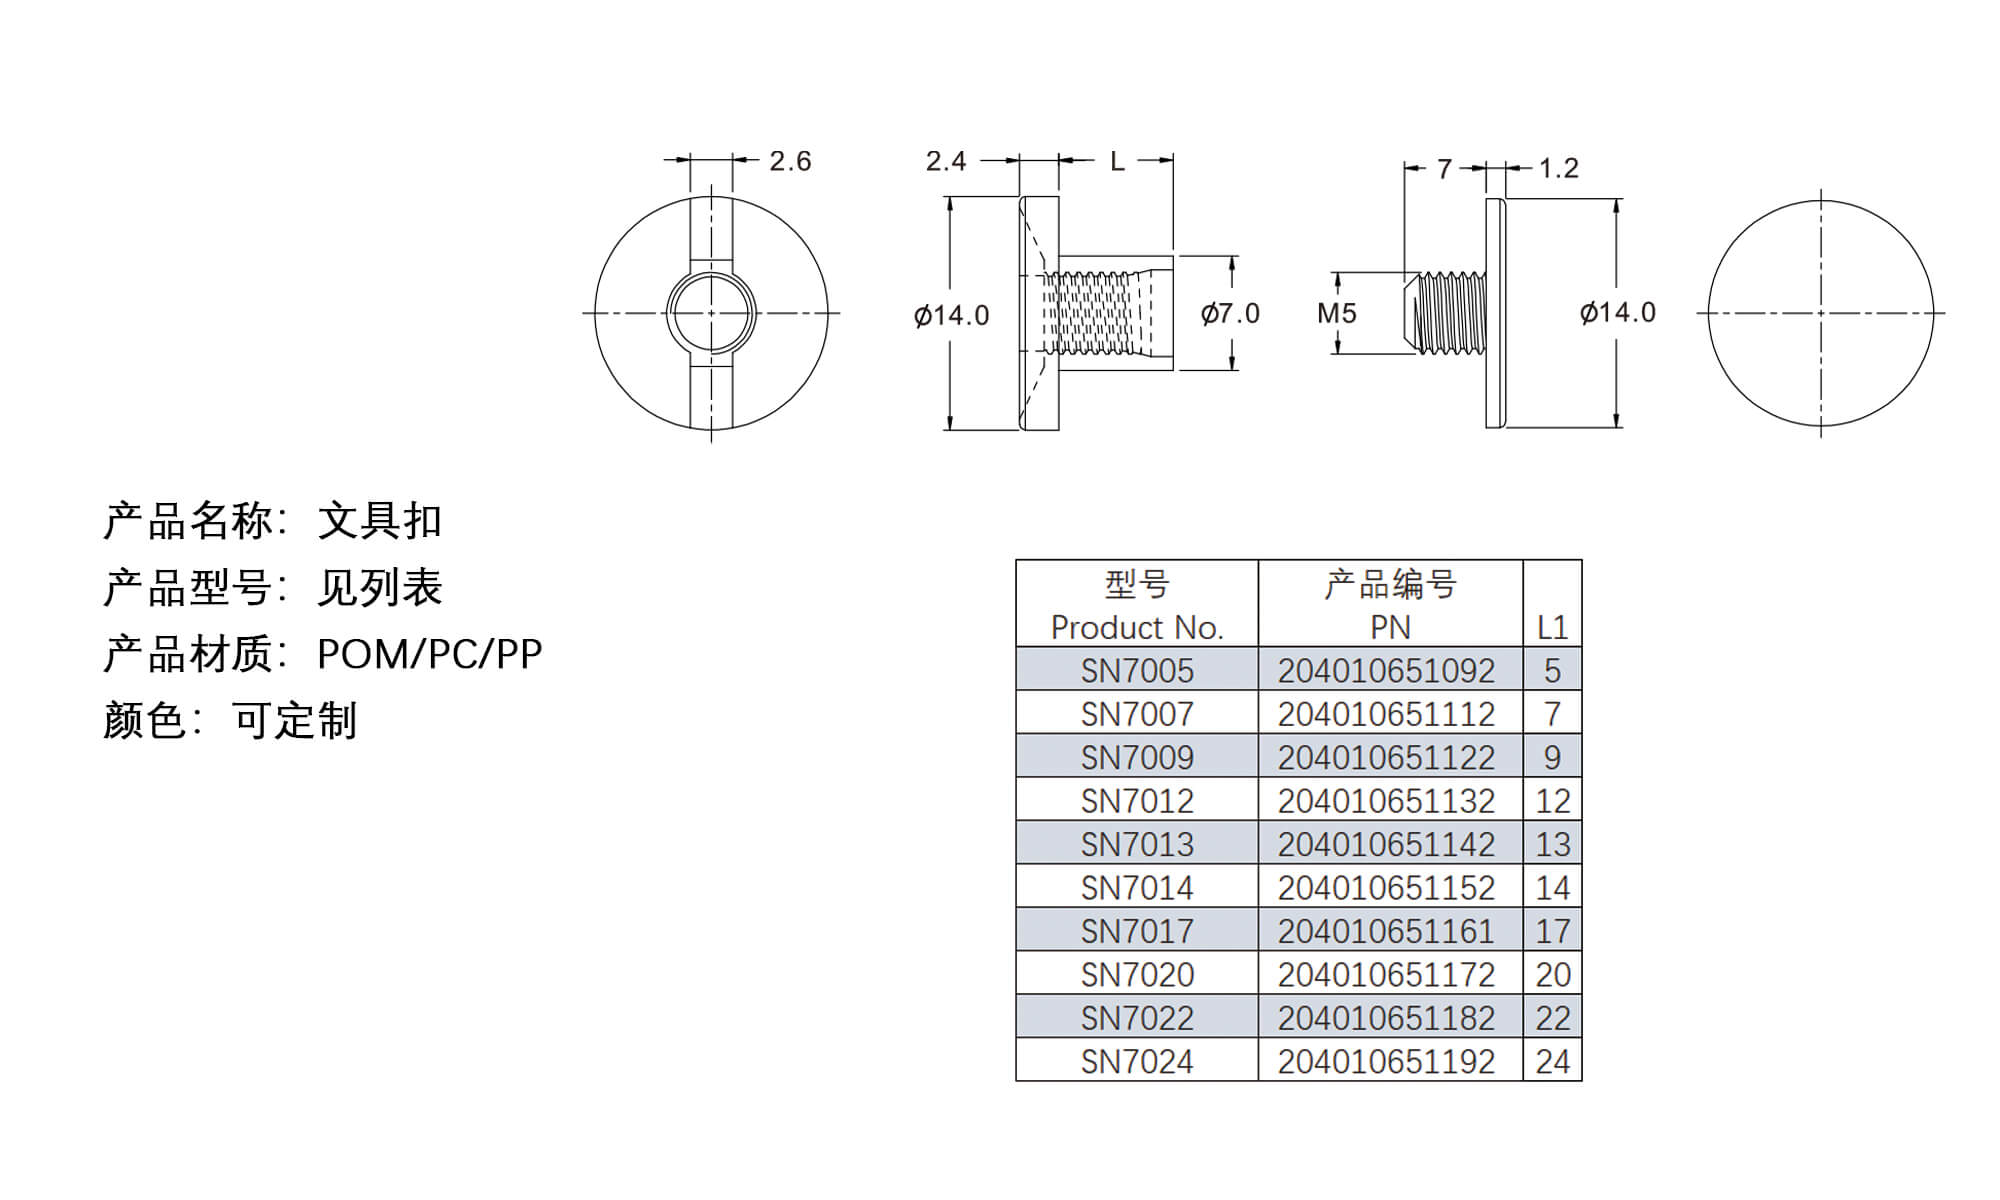 2.6
2.4 L
7 1.2
ϕ14.0 ϕ7.0 M5 ϕ14.0
产品名称：文具扣
产品型号：见列表
产品材质：POM/PC/PP
颜色：可定制
型号 产品编号
Product No. PN L1
SN7005 204010651092 5
SN7007 204010651112 7
SN7009 204010651122 9
SN7012 204010651132 12
SN7013 204010651142 13
SN7014 204010651152 14
SN7017 204010651161 17
SN7020 204010651172 20
SN7022 204010651182 22
SN7024 204010651192 24